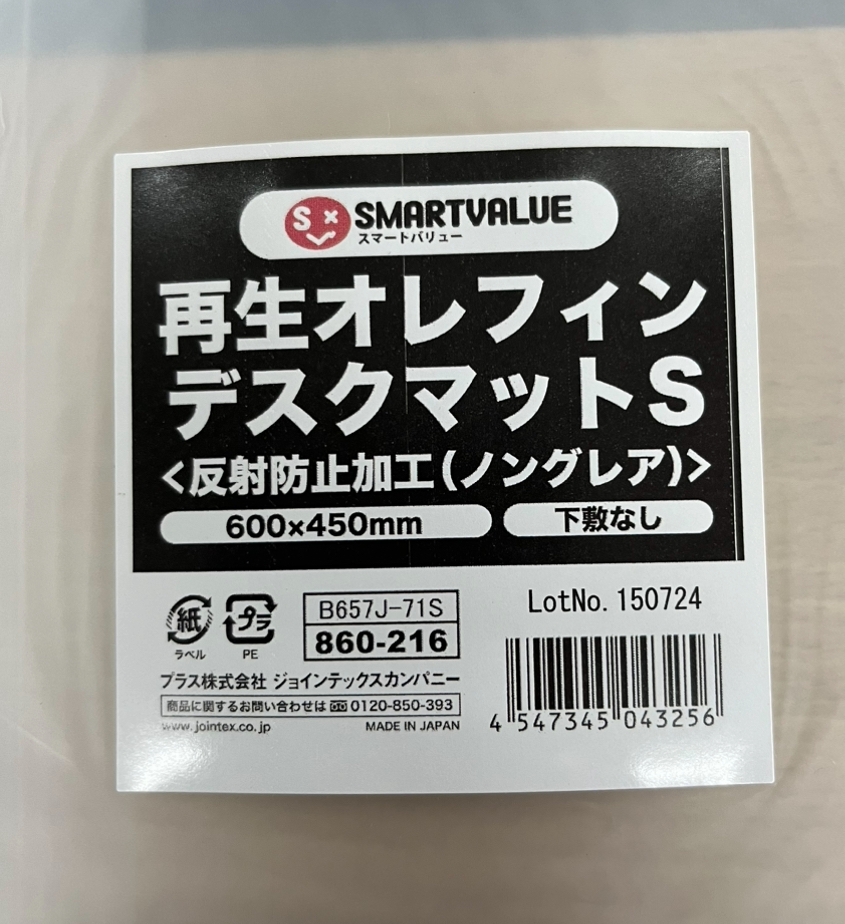 S× SMARTVALUE
スマートバリュー
再生オレフィン
デスクマットS
<反射防止加工(ノングレア)>
600×450mm 下敷なし
紙 プラ
ラベル PE
B657J-71S
860-216
LotNo. 150724
プラス株式会社 ジョインテックスカンパニー
商品に関するお問い合わせは 0120-850-393
www.jointex.co.jp MADE IN JAPAN
4 547345 043256